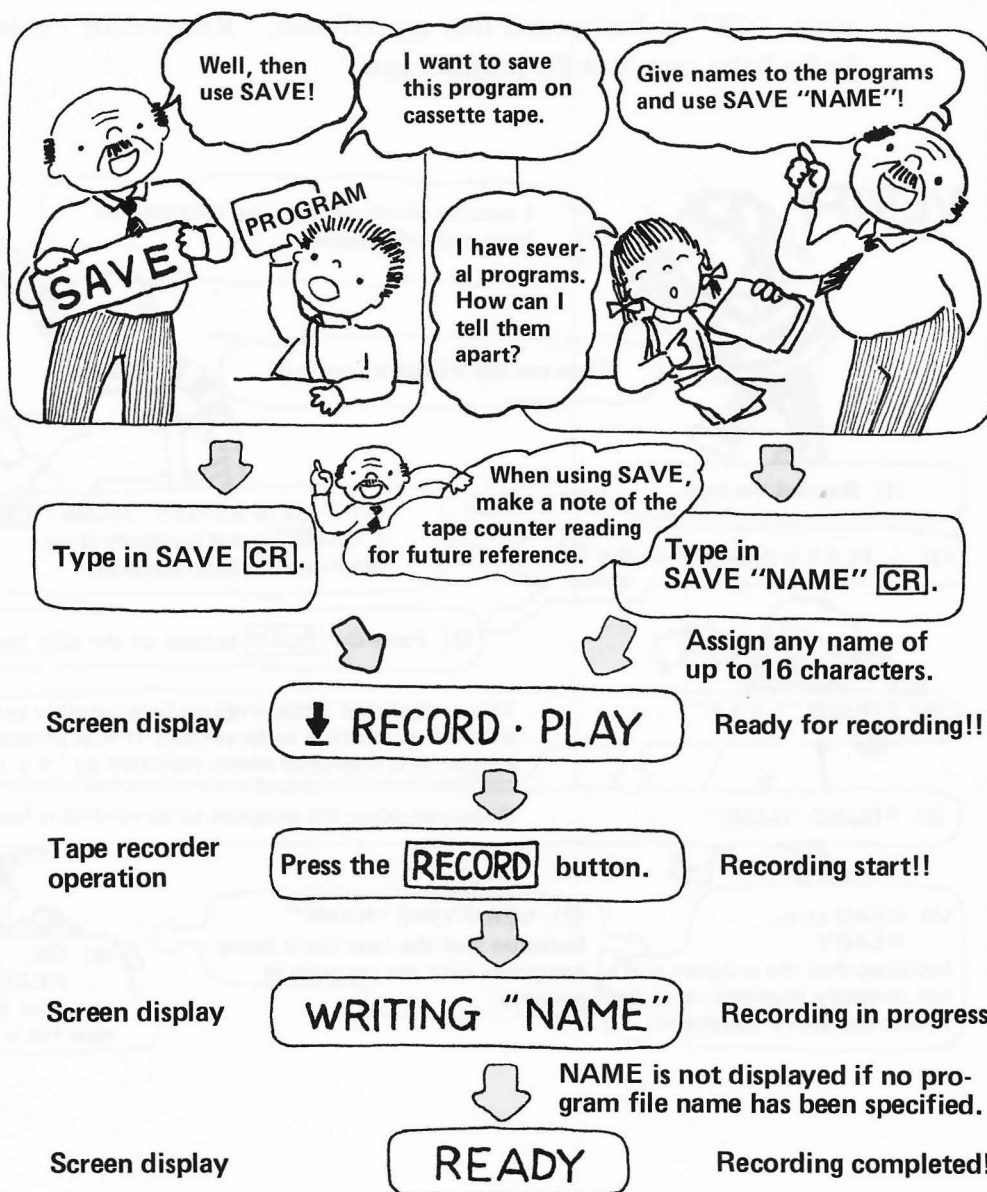 Well, then
use SAVE!
I want to save
this program on
cassette tape.
SAVE
PROGRAM
I have sever-
al programs.
How can I
tell them
apart?
Give names to the programs
and use SAVE "NAME"!
When using SAVE,
make a note of the
tape counter reading
for future reference.
Type in SAVE CR.
Type in
SAVE "NAME" CR.
Assign any name of
up to 16 characters.
Screen display
⬇ RECORD PLAY
Ready for recording!!
Tape recorder
operation
Press the RECORD button.
Recording start!!
Screen display
WRITING "NAME"
Recording in progress
NAME is not displayed if no pro-
gram file name has been specified.
Screen display
READY
Recording completed!